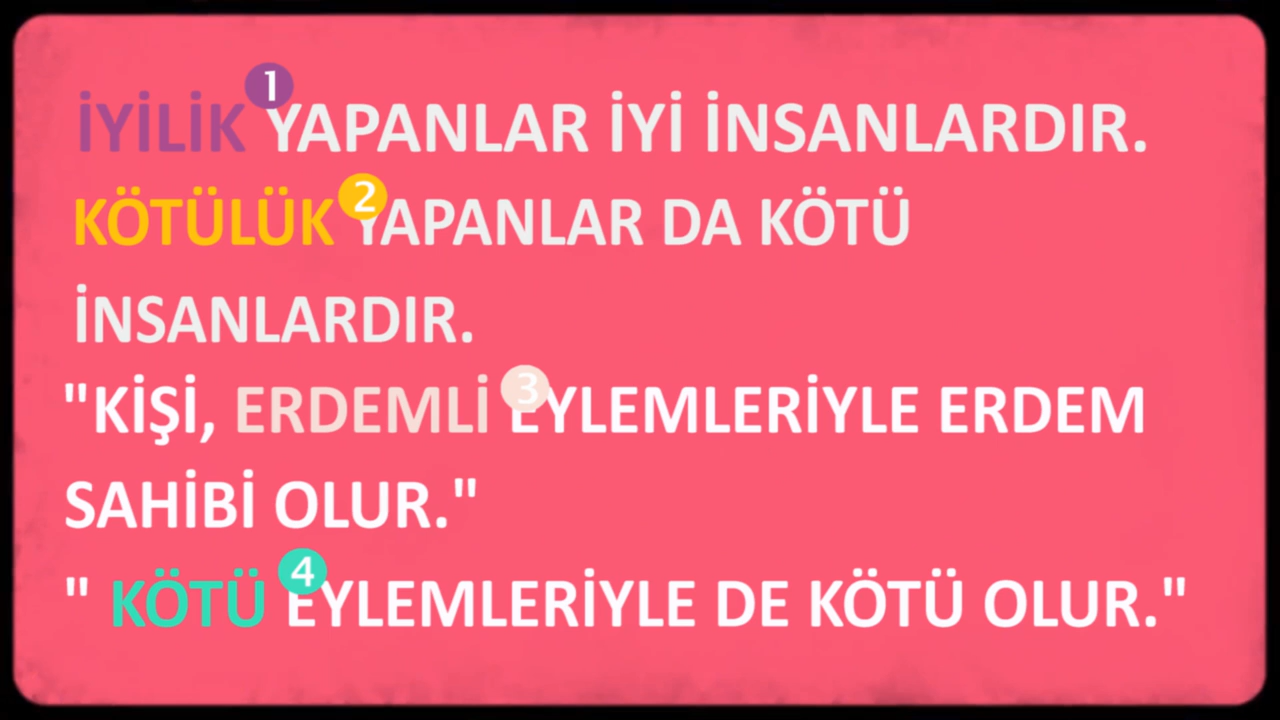 İYİLİK 1 YAPANLAR İYİ İNSANLARDIR.
KÖTÜLÜK 2 YAPANLAR DA KÖTÜ
İNSANLARDIR.
"KİŞİ, ERDEMLİ 3 EYLEMLERİYLE ERDEM
SAHİBİ OLUR."
" KÖTÜ 4 EYLEMLERİYLE DE KÖTÜ OLUR."